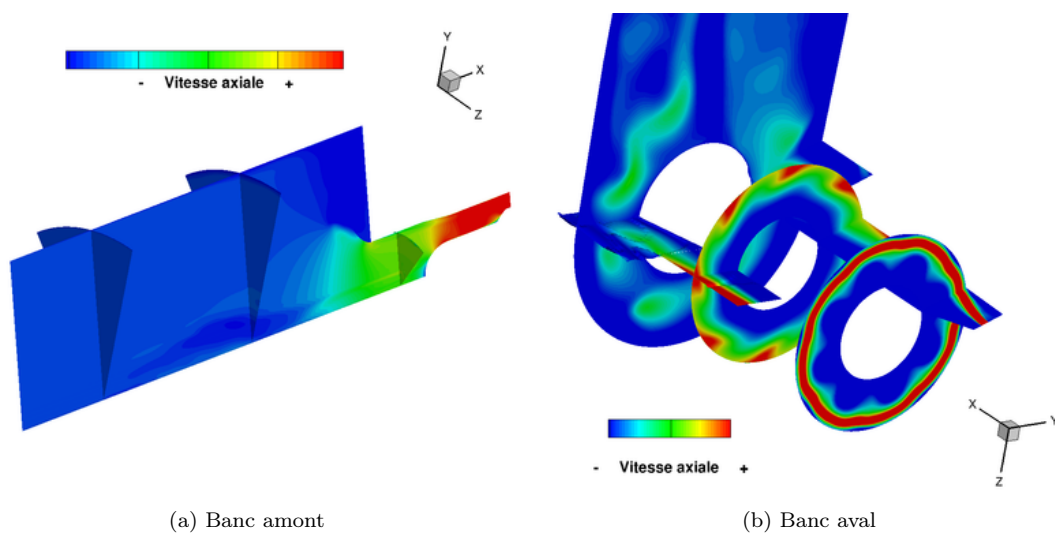 - Vitesse axiale +
Y
X
Z
X
Y
Z
- Vitesse axiale +
(a) Banc amont
(b) Banc aval